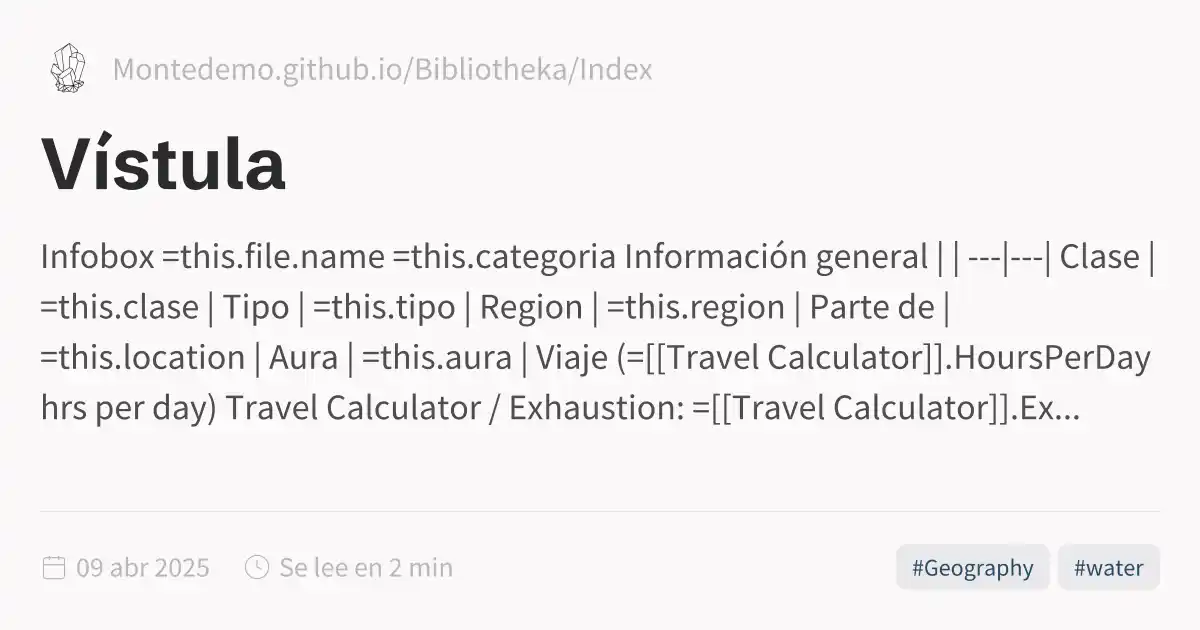 Montedemo.github.io/Bibliotheka/Index
Vístula
Infobox =this.file.name =this.categoria Información general | | ---|---| Clase |
=this.clase | Tipo | =this.tipo | Region | =this.region | Parte de |
=this.location | Aura | =this.aura | Viaje (=[[Travel Calculator]].HoursPerDay
hrs per day) Travel Calculator / Exhaustion: =[[Travel Calculator]].Ex...
09 abr 2025 Se lee en 2 min #Geography #water